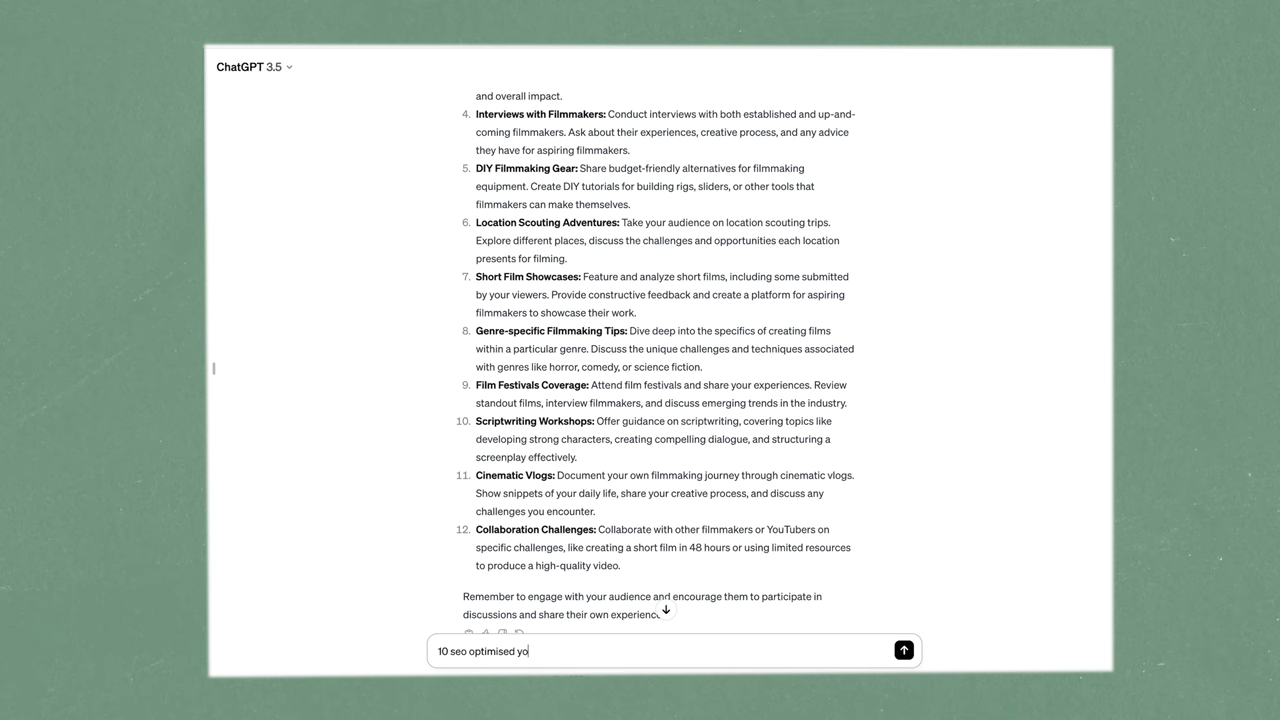 ChatGPT 3.5
and overall impact.
4. Interviews with Filmmakers: Conduct interviews with both established and up-and-
coming filmmakers. Ask about their experiences, creative process, and any advice
they have for aspiring filmmakers.
5. DIY Filmmaking Gear: Share budget-friendly alternatives for filmmaking
equipment. Create DIY tutorials for building rigs, sliders, or other tools that
filmmakers can make themselves.
6. Location Scouting Adventures: Take your audience on location scouting trips.
Explore different places, discuss the challenges and opportunities each location
presents for filming.
7. Short Film Showcases: Feature and analyze short films, including some submitted
by your viewers. Provide constructive feedback and create a platform for aspiring
filmmakers to showcase their work.
8. Genre-specific Filmmaking Tips: Dive deep into the specifics of creating films
within a particular genre. Discuss the unique challenges and techniques associated
with genres like horror, comedy, or science fiction.
9. Film Festivals Coverage: Attend film festivals and share your experiences. Review
standout films, interview filmmakers, and discuss emerging trends in the industry.
10. Scriptwriting Workshops: Offer guidance on scriptwriting, covering topics like
developing strong characters, creating compelling dialogue, and structuring a
screenplay effectively.
11. Cinematic Vlogs: Document your own filmmaking journey through cinematic vlogs.
Show snippets of your daily life, share your creative process, and discuss any
challenges you encounter.
12. Collaboration Challenges: Collaborate with other filmmakers or YouTubers on
specific challenges, like creating a short film in 48 hours or using limited resources
to produce a high-quality video.
Remember to engage with your audience and encourage them to participate in
discussions and share their own experienc
10 seo optimised yo